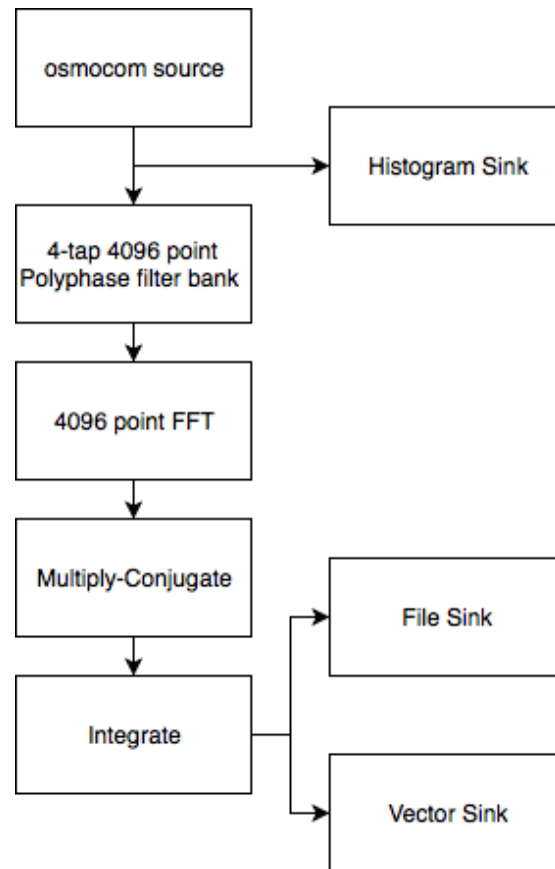 osmocom source
Histogram Sink
4-tap 4096 point
Polyphase filter bank
4096 point FFT
Multiply-Conjugate
File Sink
Integrate
Vector Sink